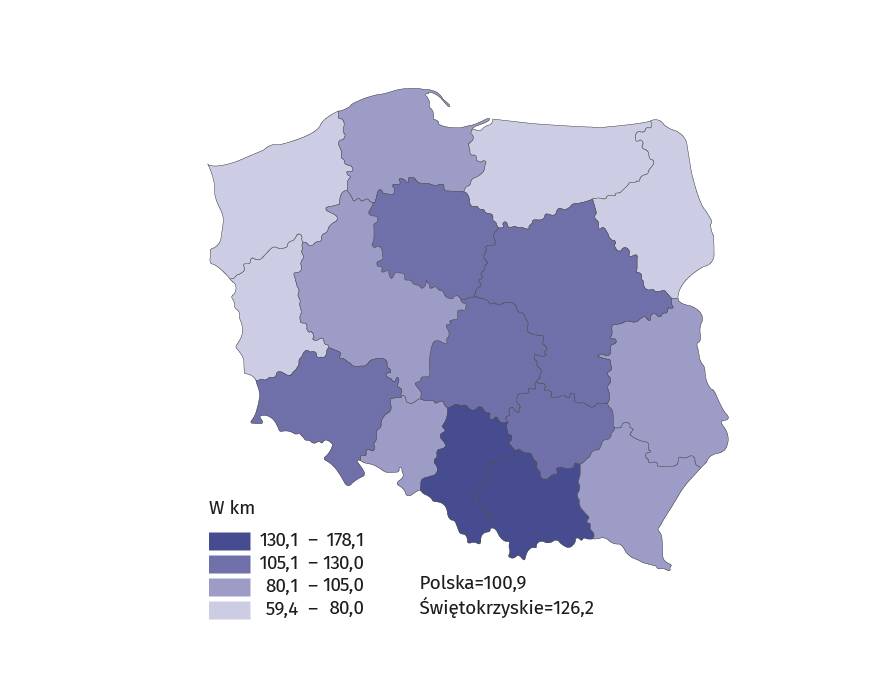 W km
130,1 – 178,1
105,1 – 130,0
80,1 – 105,0
59,4 – 80,0
Polska=100,9
Świętokrzyskie=126,2